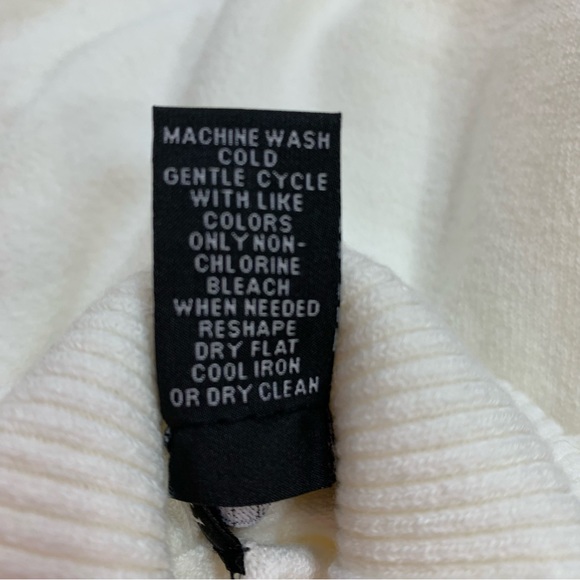 MACHINE WASH
COLD
GENTLE CYCLE
WITH LIKE
COLORS
ONLY NON-
CHLORINE
BLEACH
WHEN NEEDED
RESHAPE
DRY FLAT
COOL IRON
OR DRY CLEAN